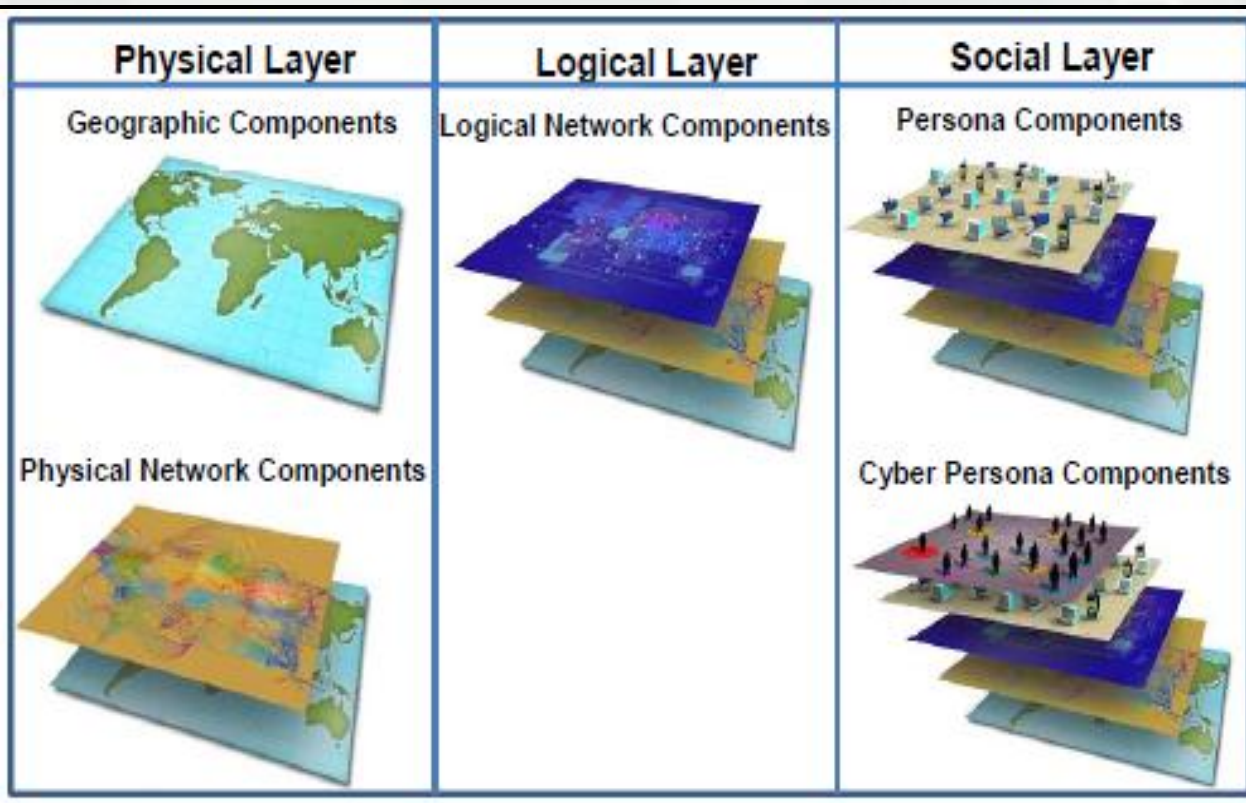 Physical Layer
Geographic Components
Physical Network Components
Logical Layer
Logical Network Components
Social Layer
Persona Components
Cyber Persona Components